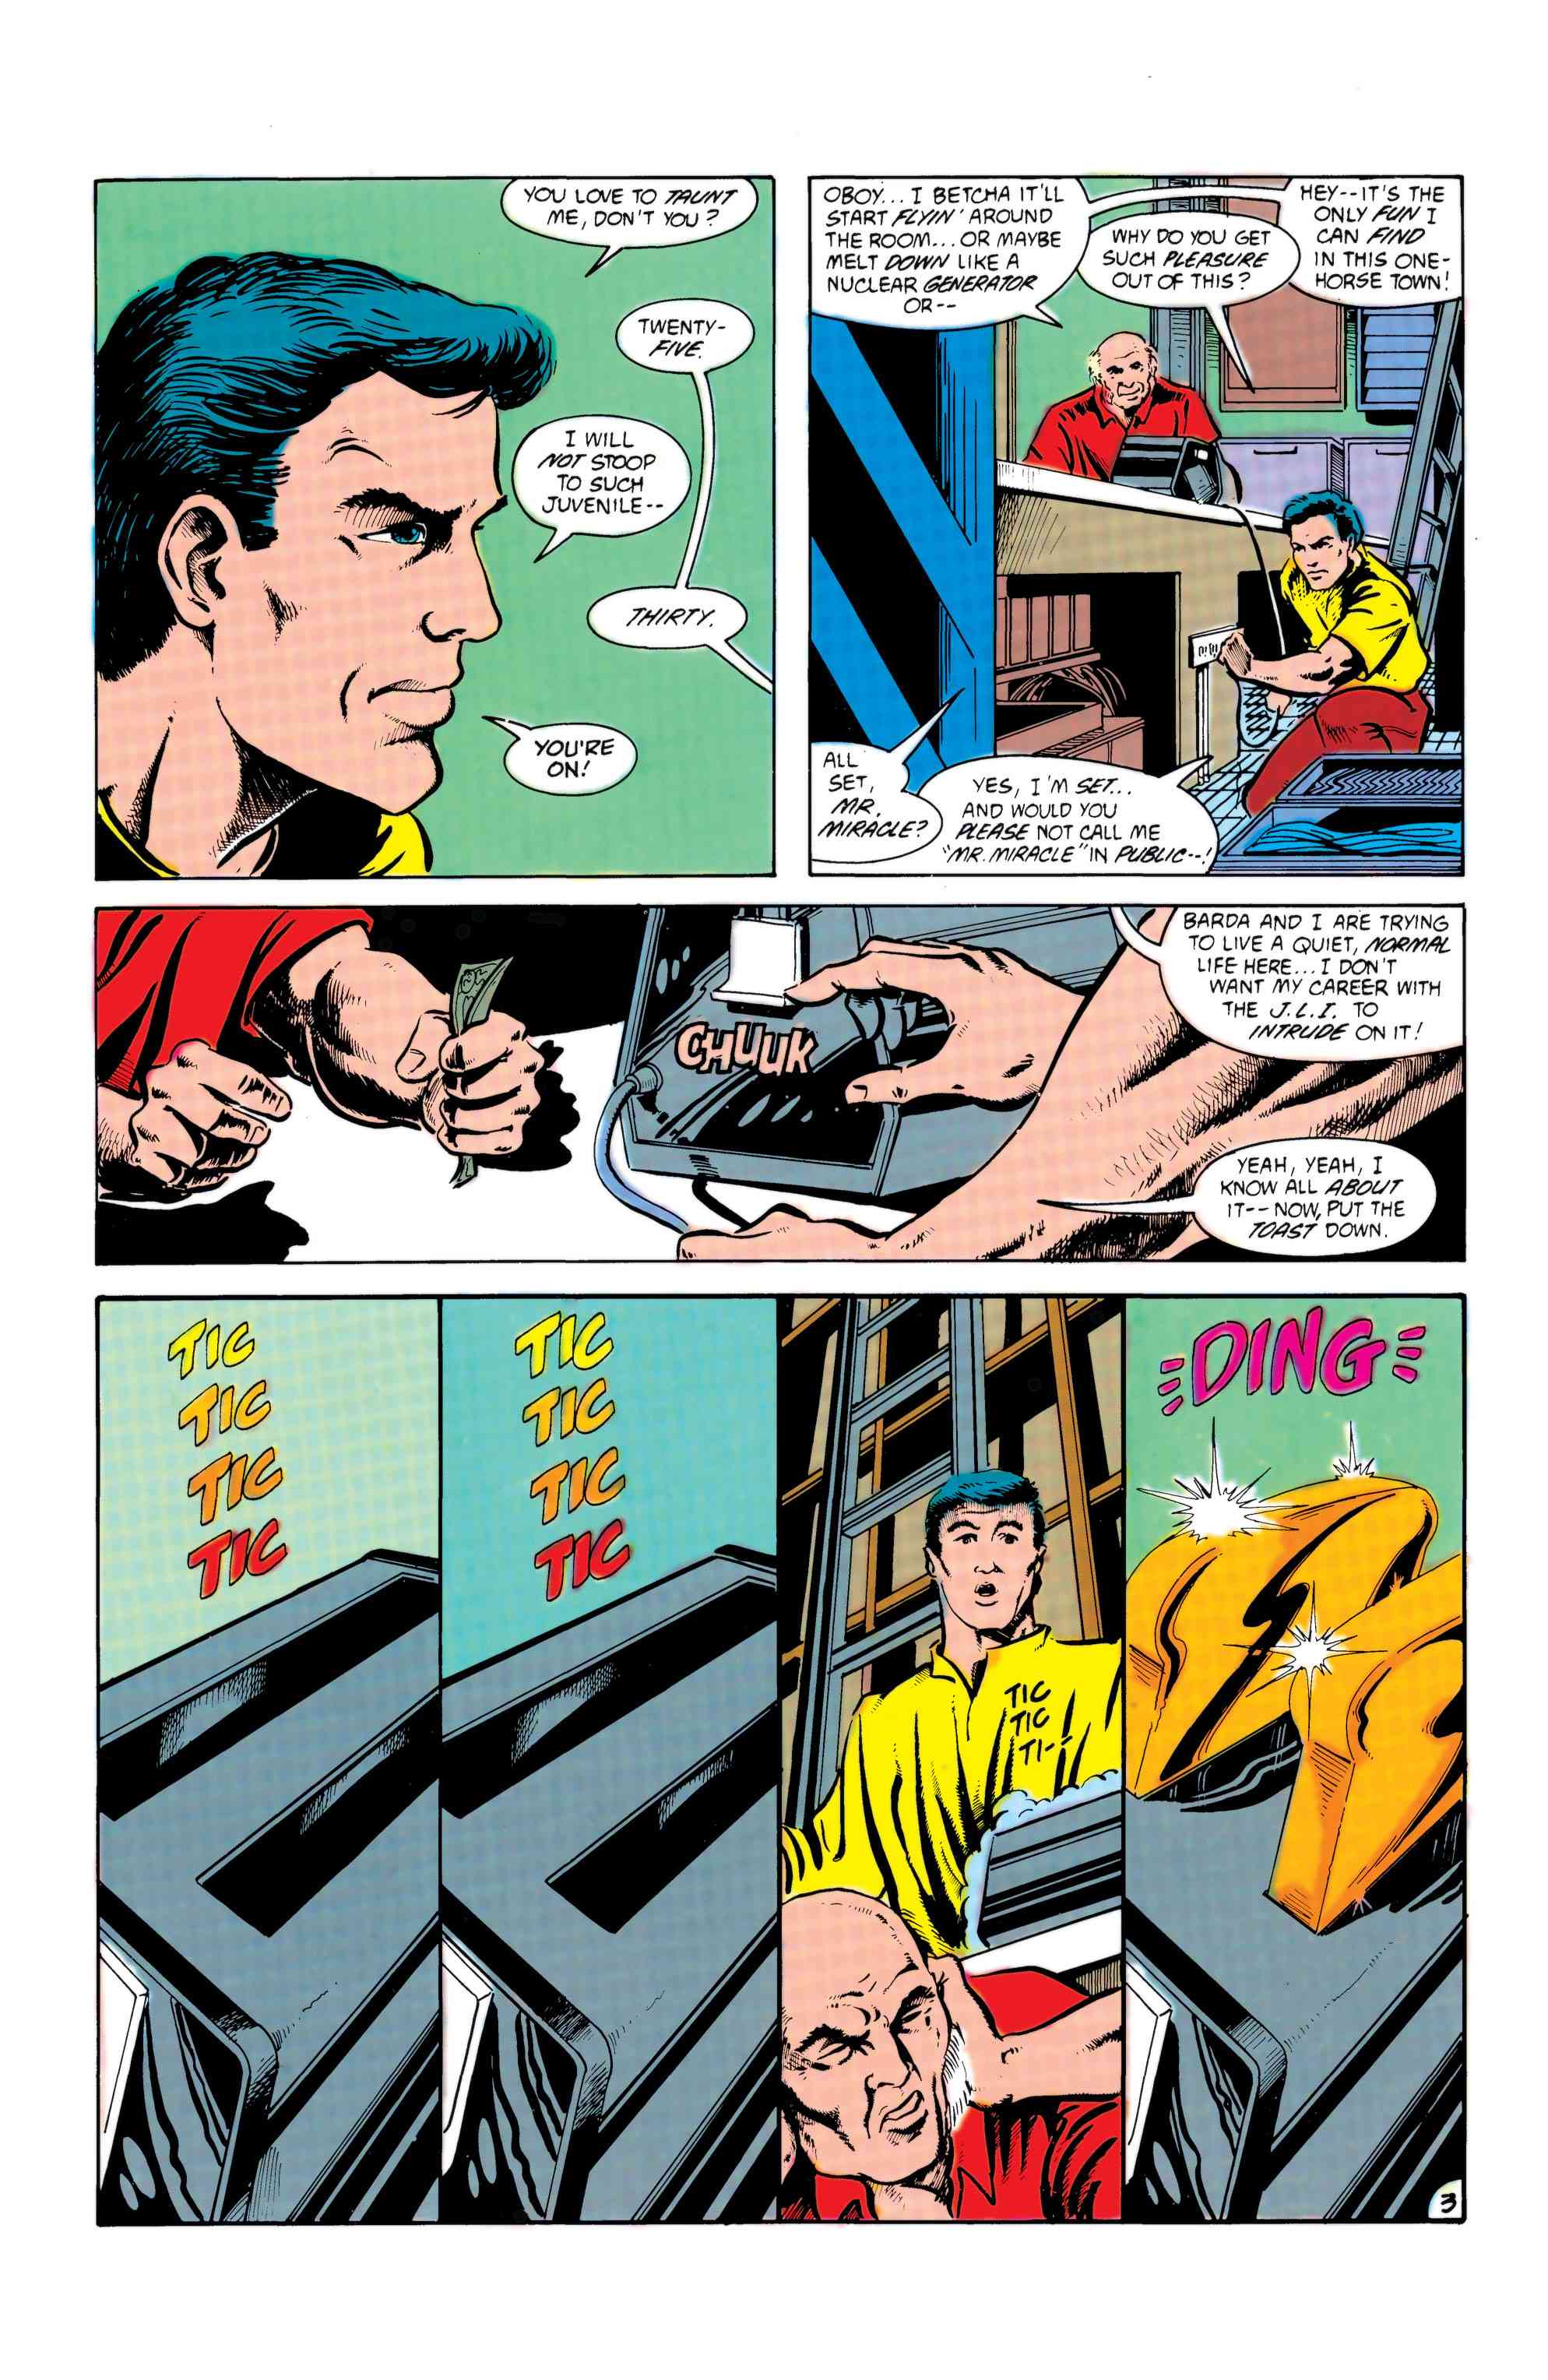 YOU LOVE TO TAUNT
ME, DON'T YOU?
TWENTY-
FIVE.
I WILL
NOT STOOP
TO SUCH
JUVENILE--
THIRTY.
YOU'RE
ON!
OBOY... I BETCHA IT'LL
START FLYIN' AROUND
THE ROOM... OR MAYBE
MELT DOWN LIKE A
NUCLEAR GENERATOR
OR--
WHY DO YOU GET
SUCH PLEASURE
OUT OF THIS?
HEY--IT'S THE
ONLY FUN I
CAN FIND
IN THIS ONE-
HORSE TOWN!
ALL
SET,
MR.
MIRACLE?
YES, I'M SET...
AND WOULD YOU
PLEASE NOT CALL ME
"MR. MIRACLE" IN PUBLIC--!
BARDA AND I ARE TRYING
TO LIVE A QUIET, NORMAL
LIFE HERE... I DON'T
WANT MY CAREER WITH
THE J.L.I. TO
INTRUDE ON IT!
CHUUK
YEAH, YEAH, I
KNOW ALL ABOUT
IT-- NOW, PUT THE
TOAST DOWN.
TIC
TIC
TIC
TIC
TIC
TIC
TIC
TIC
TIC
TIC
TI--
DING
3